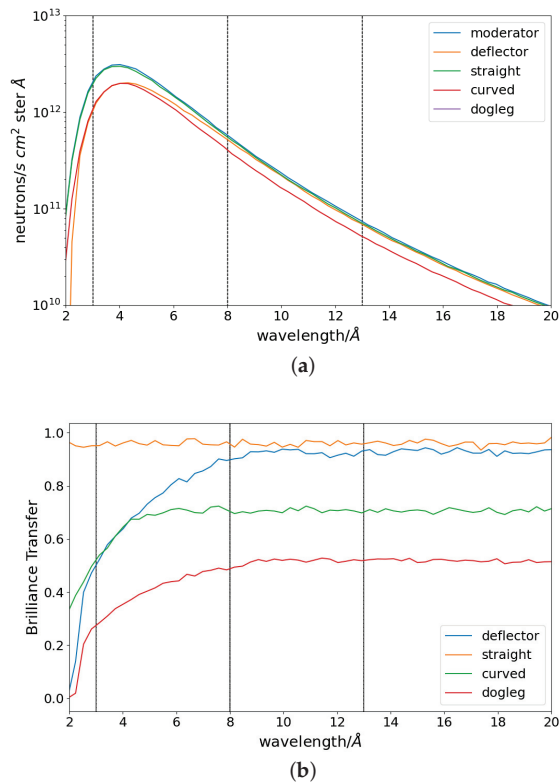 10^13
10^12
10^11
10^10
neutrons/s cm^2 ster Å
moderator
deflector
straight
curved
dogleg
2 4 6 8 10 12 14 16 18 20
wavelength/Å
(a)
1.0
0.8
0.6
0.4
0.2
0.0
Brilliance Transfer
deflector
straight
curved
dogleg
2 4 6 8 10 12 14 16 18 20
wavelength/Å
(b)